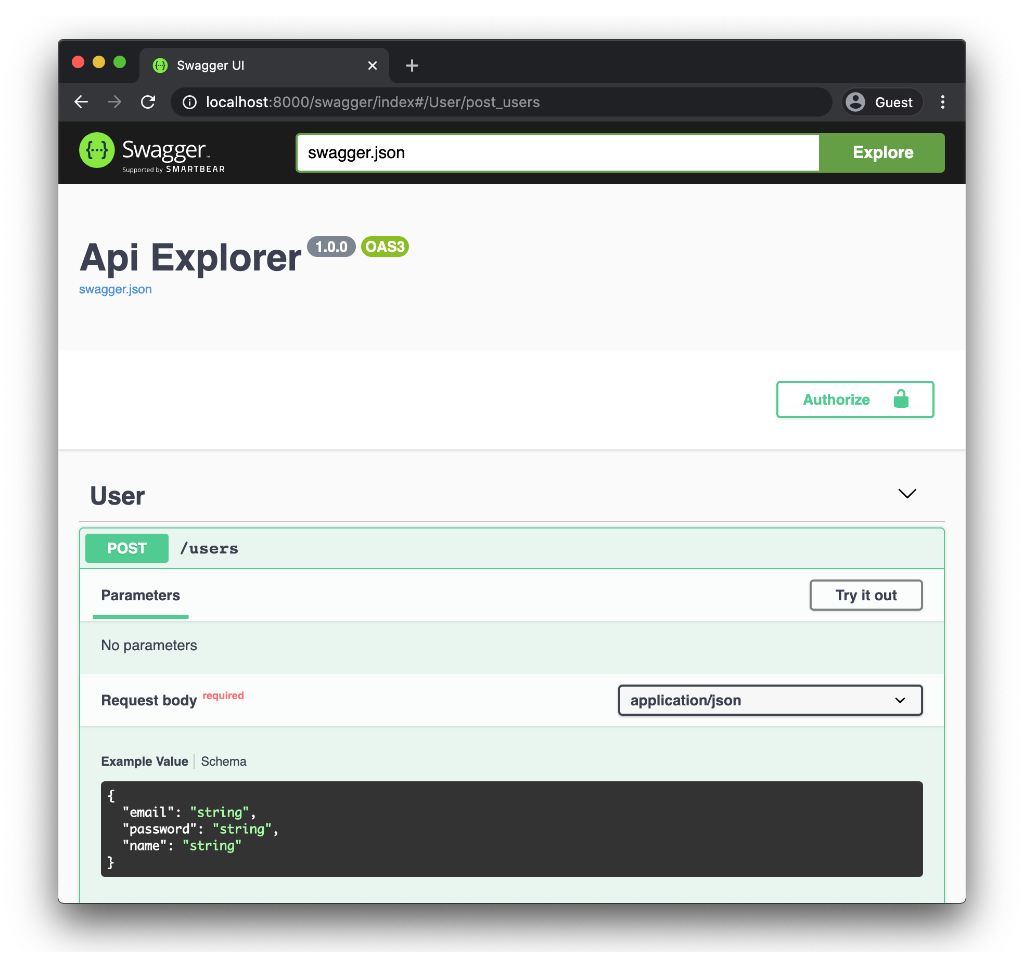 Swagger UI
localhost:8000/swagger/index#/User/post_users
Guest
{··} Swagger™
Supported by SMARTBEAR
swagger.json
Explore
Api Explorer 1.0.0 OAS3
swagger.json
Authorize
User
POST /users
Parameters
Try it out
No parameters
Request body required
application/json
Example Value | Schema
{
  "email": "string",
  "password": "string",
  "name": "string"
}